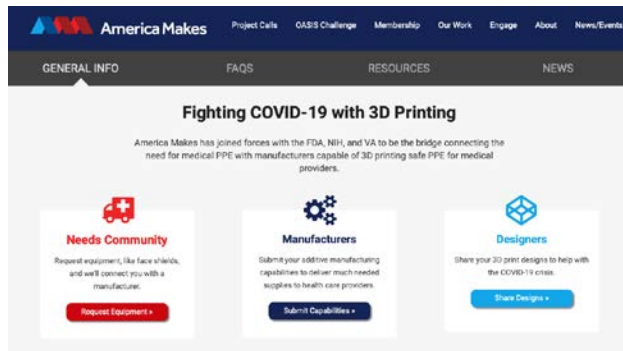 America Makes
Project Calls OASIS Challenge Membership Our Work Engage About News/Events
GENERAL INFO FAQS RESOURCES NEWS
Fighting COVID-19 with 3D Printing
America Makes has joined forces with the FDA, NIH, and VA to be the bridge connecting the
need for medical PPE with manufacturers capable of 3D printing safe PPE for medical
providers.
Needs Community
Request equipment, like face shields,
and we'll connect you with a
manufacturer.
Request Equipment »
Manufacturers
Submit your additive manufacturing
capabilities to deliver much needed
supplies to health care providers.
Submit Capabilities »
Designers
Share your 3D print designs to help with
the COVID-19 crisis.
Share Designs »